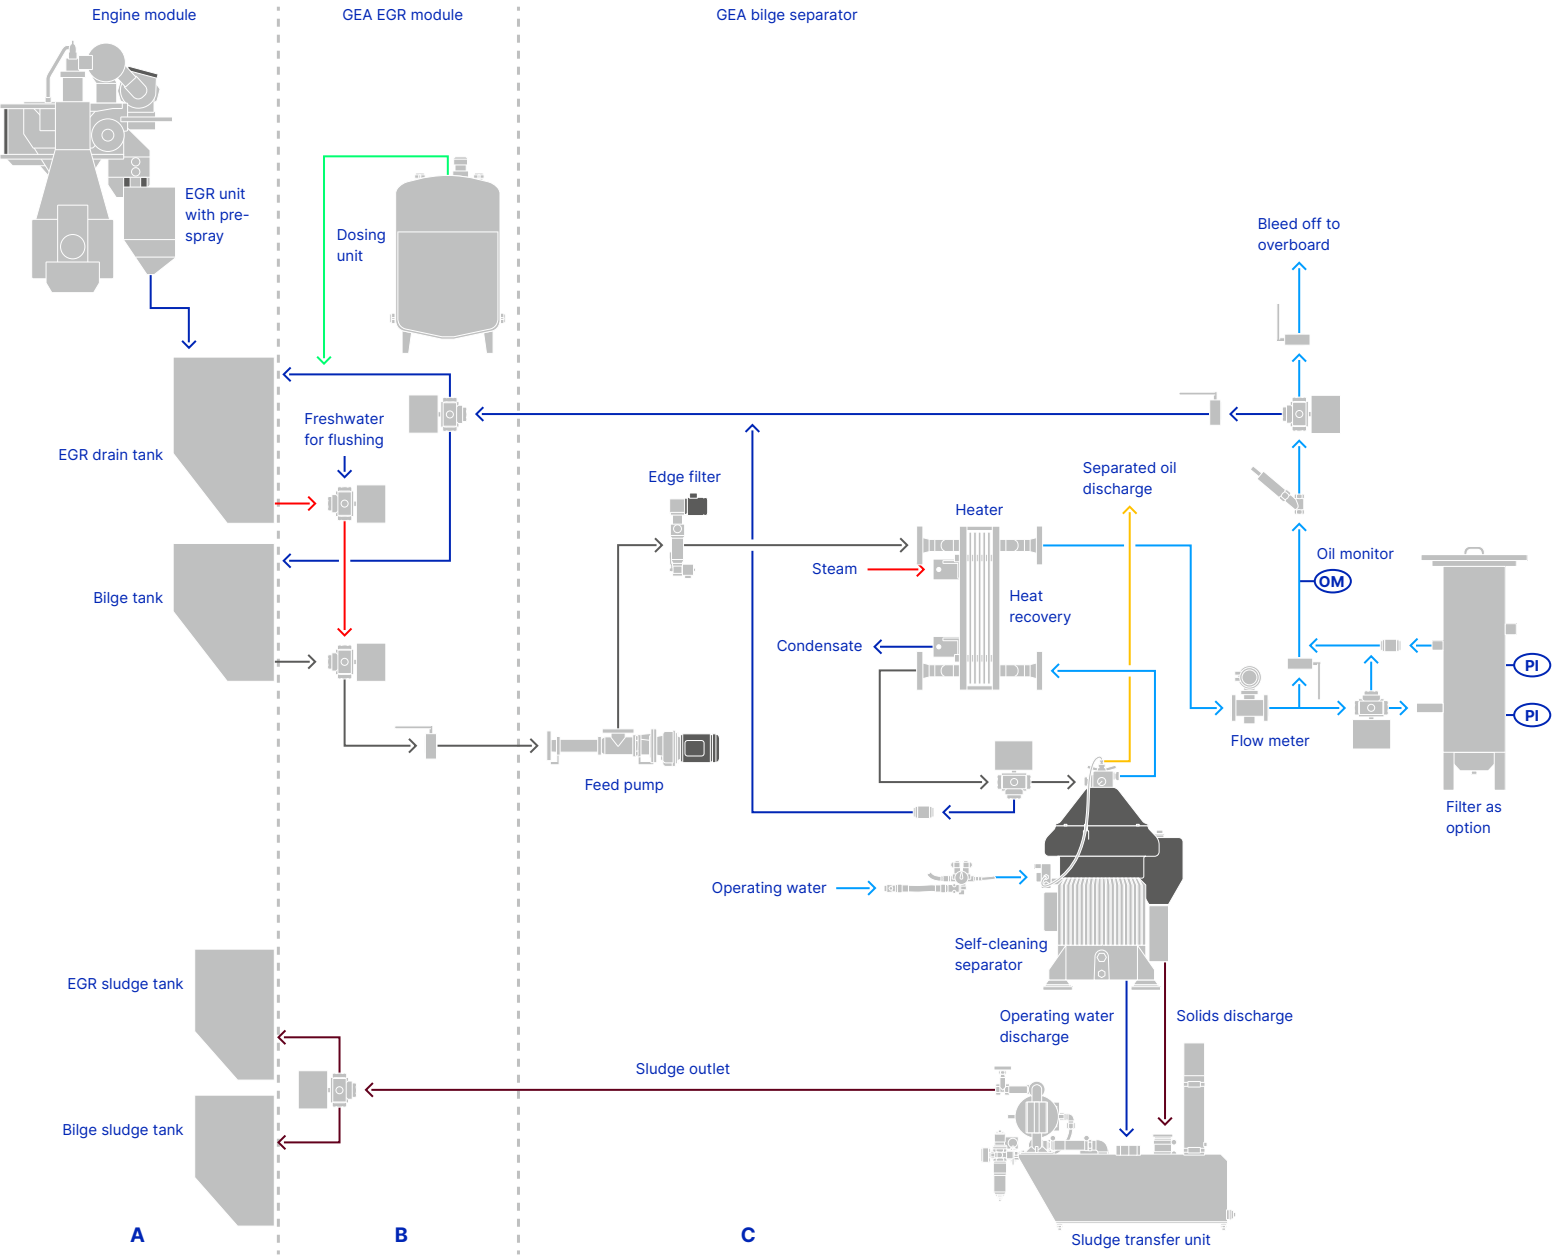 Engine module
GEA EGR module
GEA bilge separator
EGR unit
with pre-
spray
Dosing
unit
Bleed off to
overboard
Freshwater
for flushing
EGR drain tank
Edge filter
Separated oil
discharge
Heater
Oil monitor
OM
Steam
Heat
recovery
Bilge tank
Condensate
PI
PI
Flow meter
Feed pump
Filter as
option
Operating water
Self-cleaning
separator
EGR sludge tank
Operating water
discharge
Solids discharge
Sludge outlet
Bilge sludge tank
A
B
C
Sludge transfer unit